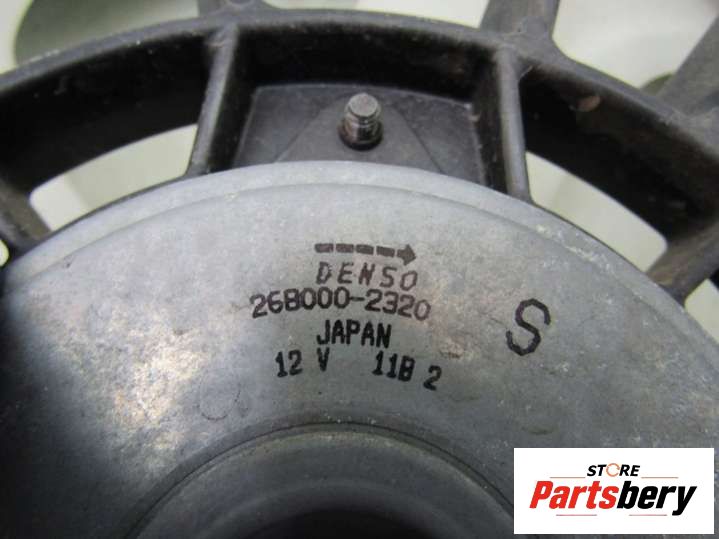 DENSO
268000-2320
JAPAN
12 V 11B 2
S
STORE
Partsbery